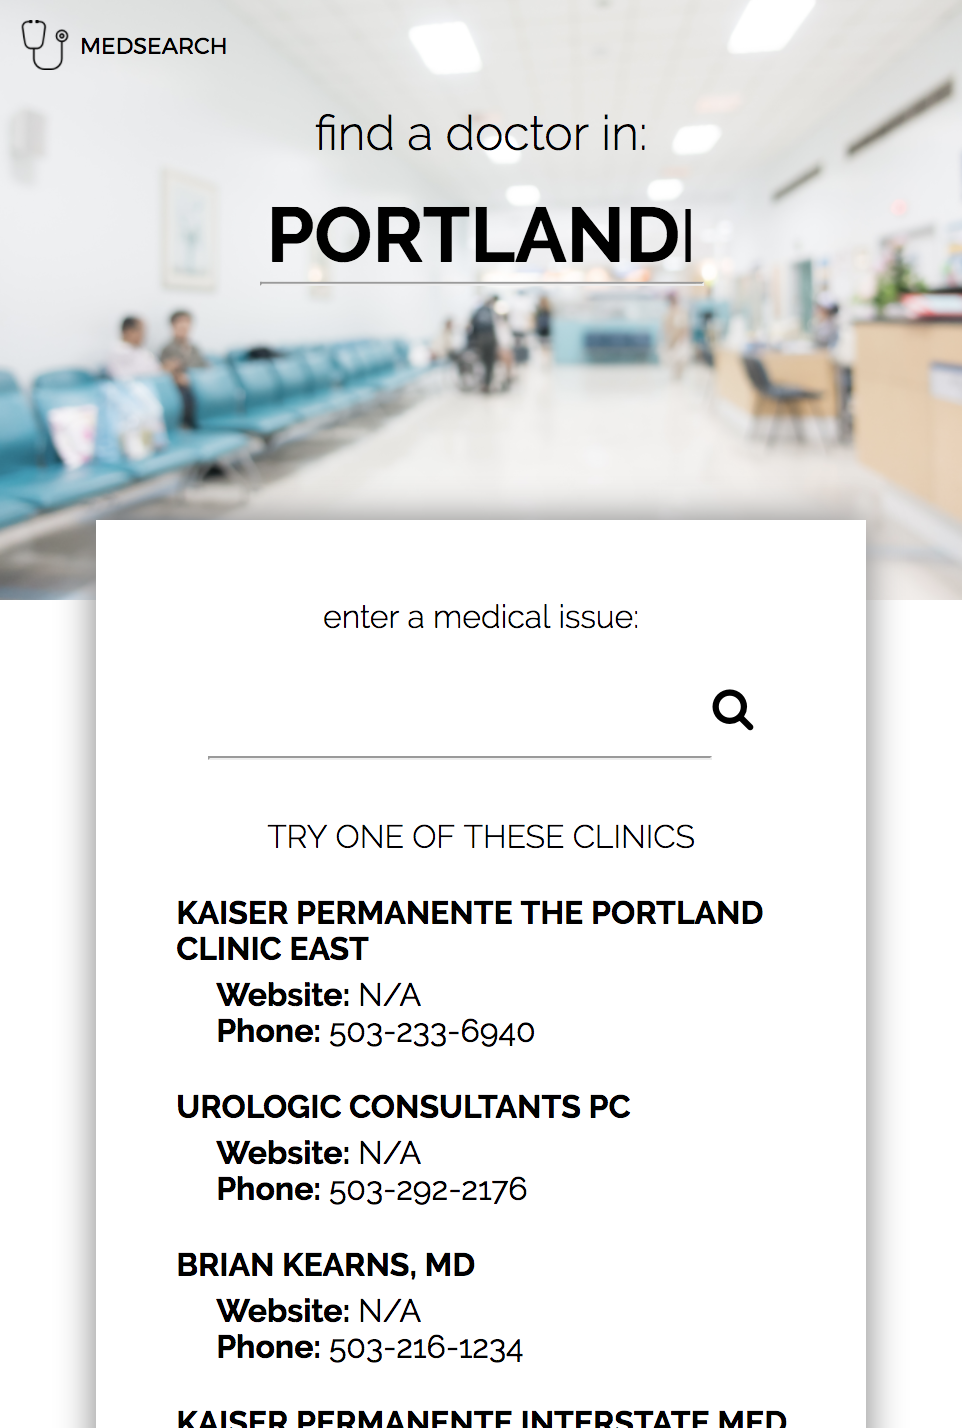 MEDSEARCH
find a doctor in:
PORTLAND
enter a medical issue:
TRY ONE OF THESE CLINICS
KAISER PERMANENTE THE PORTLAND
CLINIC EAST
Website: N/A
Phone: 503-233-6940
UROLOGIC CONSULTANTS PC
Website: N/A
Phone: 503-292-2176
BRIAN KEARNS, MD
Website: N/A
Phone: 503-216-1234
KAISER PERMANENTE INTERSTATE MED